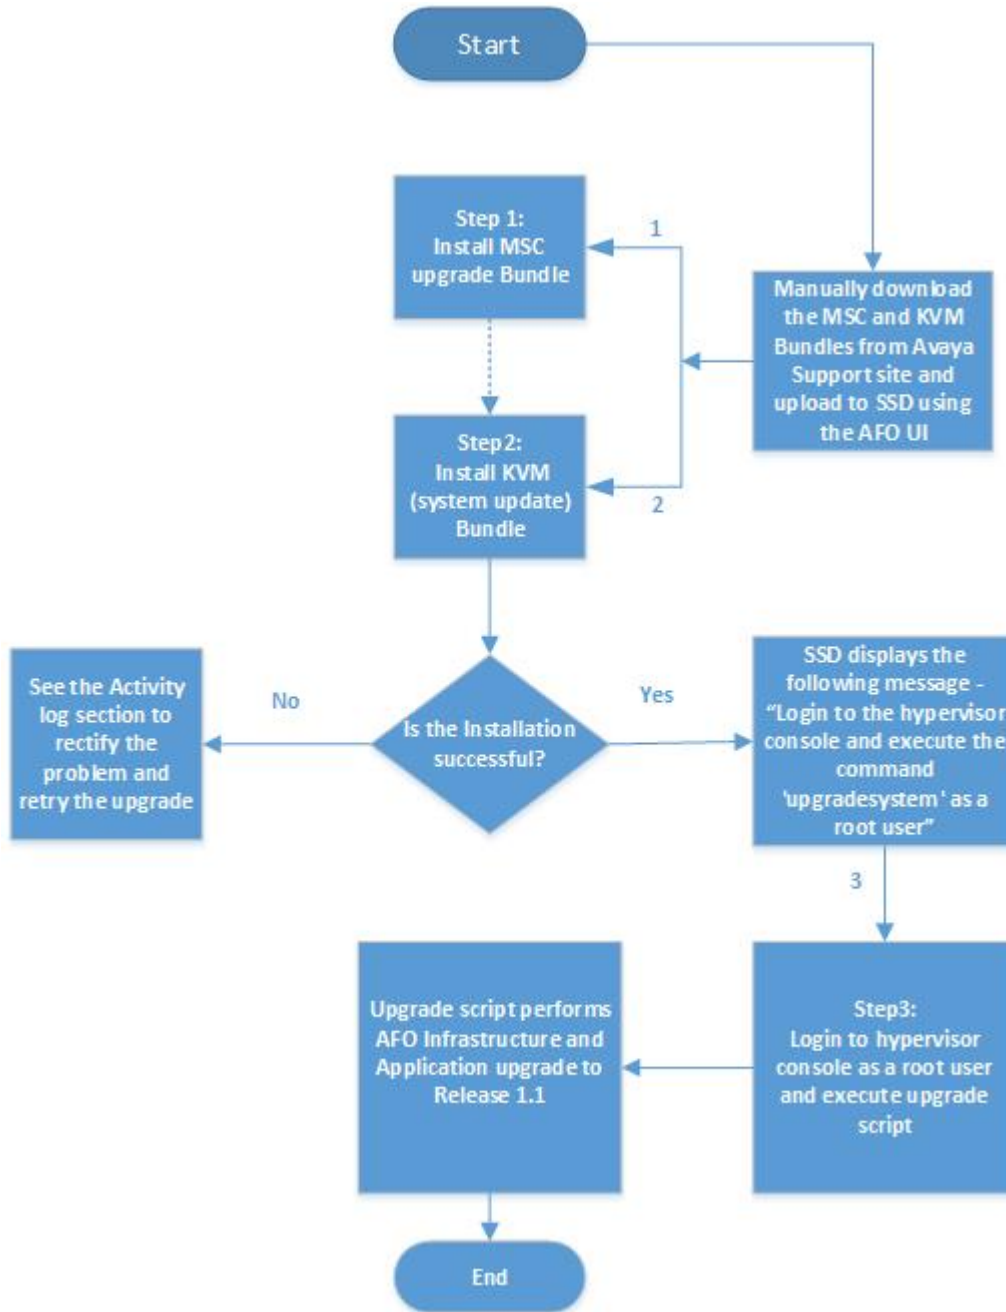 Start
Manually download
the MSC and KVM
Bundles from Avaya
Support site and
upload to SSD using
the AFO UI
1
Step 1:
Install MSC
upgrade Bundle
2
Step2:
Install KVM
(system update)
Bundle
Is the Installation
successful?
No
See the Activity
log section to
rectify the
problem and
retry the upgrade
Yes
SSD displays the
following message -
“Login to the hypervisor
console and execute the
command
'upgradesystem' as a
root user”
3
Step3:
Login to hypervisor
console as a root user
and execute upgrade
script
Upgrade script performs
AFO Infrastructure and
Application upgrade to
Release 1.1
End